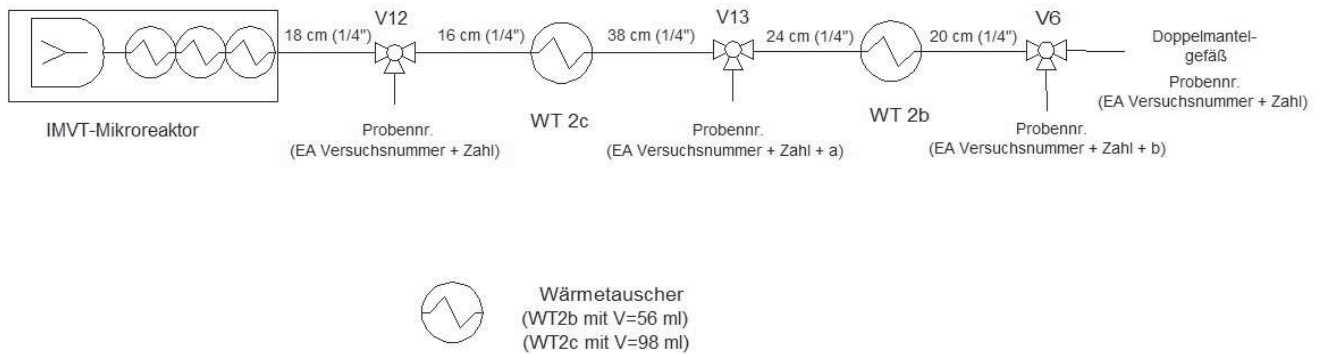 V12
V13
V6
18 cm (1/4")
16 cm (1/4")
38 cm (1/4")
24 cm (1/4")
20 cm (1/4")
Doppelmantel-
gefäß
Probennr.
(EA Versuchsnummer + Zahl)
IMVT-Mikroreaktor
Probennr.
(EA Versuchsnummer + Zahl)
WT 2c
Probennr.
(EA Versuchsnummer + Zahl + a)
WT 2b
Probennr.
(EA Versuchsnummer + Zahl + b)
Wärmetauscher
(WT2b mit V=56 ml)
(WT2c mit V=98 ml)